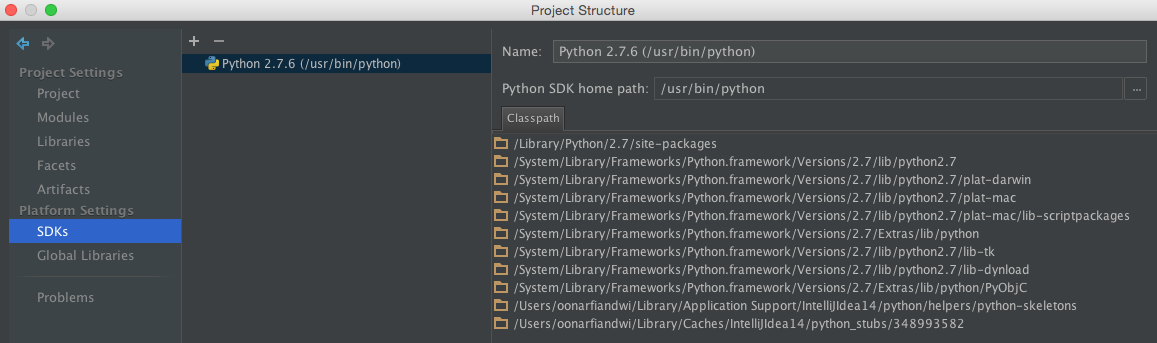 Project Structure
Project Settings
Project
Modules
Libraries
Facets
Artifacts
Platform Settings
SDKs
Global Libraries
Problems
Python 2.7.6 (/usr/bin/python)
Name: Python 2.7.6 (/usr/bin/python)
Python SDK home path: /usr/bin/python ...
Classpath
/Library/Python/2.7/site-packages
/System/Library/Frameworks/Python.framework/Versions/2.7/lib/python2.7
/System/Library/Frameworks/Python.framework/Versions/2.7/lib/python2.7/plat-darwin
/System/Library/Frameworks/Python.framework/Versions/2.7/lib/python2.7/plat-mac
/System/Library/Frameworks/Python.framework/Versions/2.7/lib/python2.7/plat-mac/lib-scriptpackages
/System/Library/Frameworks/Python.framework/Versions/2.7/Extras/lib/python
/System/Library/Frameworks/Python.framework/Versions/2.7/lib/python2.7/lib-tk
/System/Library/Frameworks/Python.framework/Versions/2.7/lib/python2.7/lib-dynload
/System/Library/Frameworks/Python.framework/Versions/2.7/Extras/lib/python/PyObjC
/Users/oonarfiandwi/Library/Application Support/IntelliJIdea14/python/helpers/python-skeletons
/Users/oonarfiandwi/Library/Caches/IntelliJIdea14/python_stubs/348993582